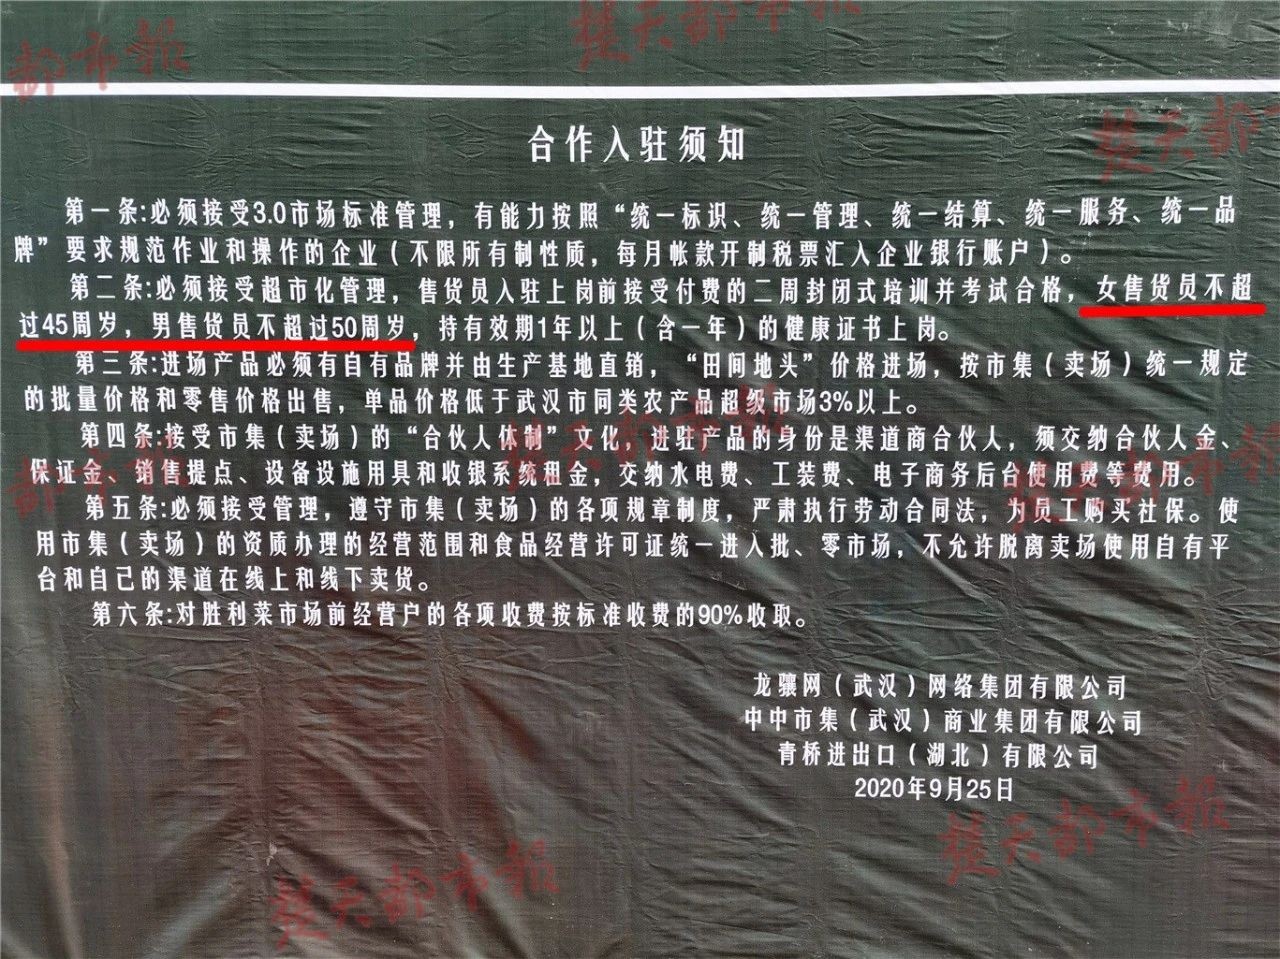 都市報
楚天都市報
楚天都
合作入驻须知
第一条:必须接受3.0市场标准管理，有能力按照“统一标识、统一管理、统一结算、统一服务、统一品
牌”要求规范作业和操作的企业（不限所有制性质，每月帐款开制税票汇入企业银行账户）。
第二条:必须接受超市化管理，售货员入驻上岗前接受付费的二周封闭式培训并考试合格，女售货员不超
过45周岁，男售货员不超过50周岁，持有效期1年以上（含一年）的健康证书上岗。
第三条:进场产品必须有自有品牌并由生产基地直销，“田间地头”价格进场，按市集（卖场）统一规定
的批量价格和零售价格出售，单品价格低于武汉市同类农产品超级市场3%以上。
第四条:接受市集（卖场）的“合伙人体制”文化，进驻产品的身份是渠道商合伙人，须交纳合伙人金、
保证金、销售提点、设备设施用具和收银系统租金，交纳水电费、工装费、电子商务后台使用费等费用。
第五条:必须接受管理，遵守市集（卖场）的各项规章制度，严肃执行劳动合同法，为员工购买社保。使
用市集（卖场）的资质办理的经营范围和食品经营许可证统一进入批、零市场，不允许脱离卖场使用自有平
台和自己的渠道在线上和线下卖货。
第六条:对胜利菜市场前经营户的各项收费按标准收费的90%收取。
龙骧网（武汉）网络集团有限公司
中中市集（武汉）商业集团有限公司
青桥进出口（湖北）有限公司
2020年9月25日
楚天都市報
楚天都市報